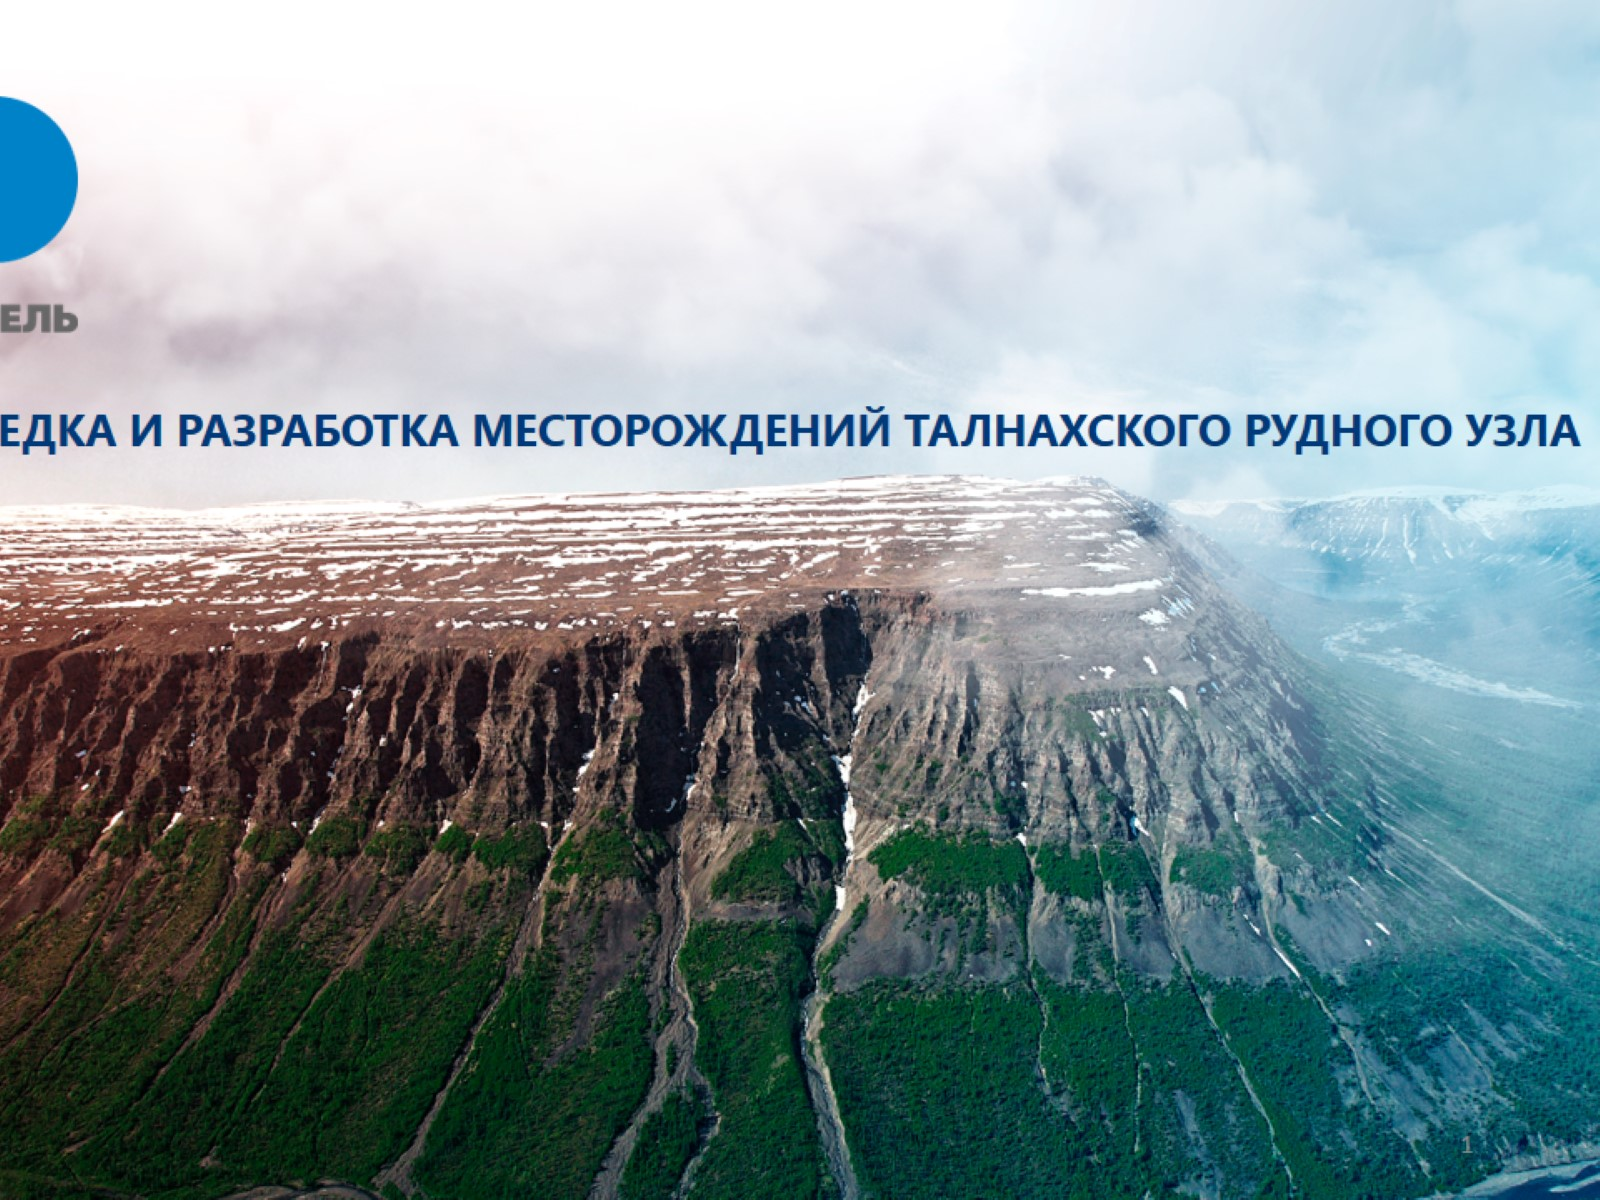 ЕЛЬ
ЕДКА И РАЗРАБОТКА МЕСТОРОЖДЕНИЙ ТАЛНАХСКОГО РУДНОГО УЗЛА
1